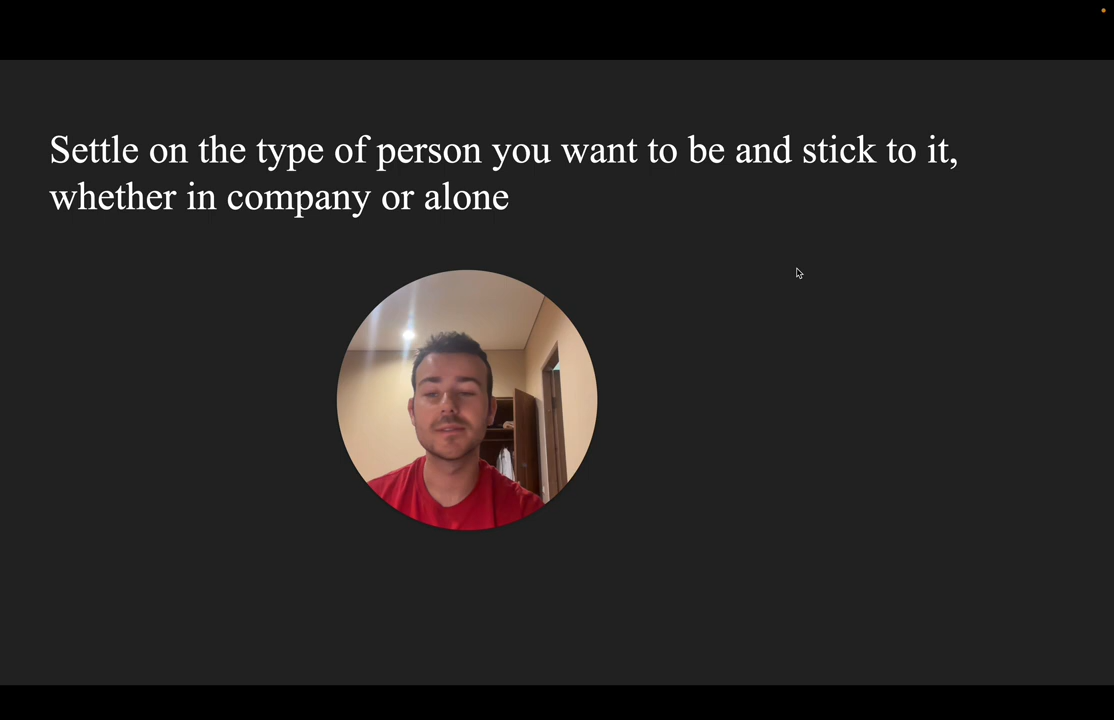 Settle on the type of person you want to be and stick to it,
whether in company or alone